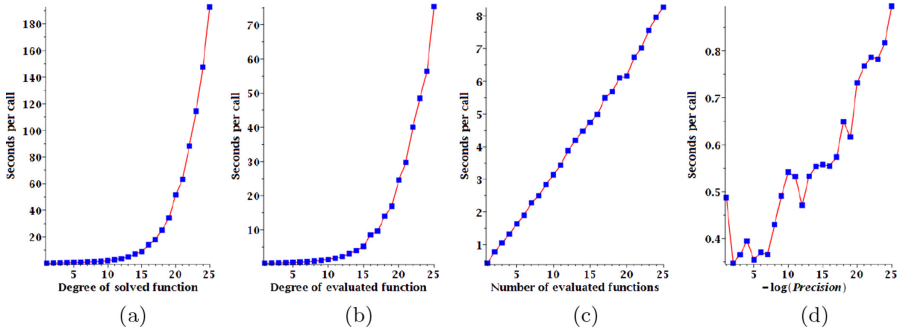 Seconds per call
180
160
140
120
100
80
60
40
20
5 10 15 20 25
Degree of solved function
(a)
Seconds per call
70
60
50
40
30
20
10
5 10 15 20 25
Degree of evaluated function
(b)
Seconds per call
8
7
6
5
4
3
2
1
5 10 15 20 25
Number of evaluated functions
(c)
Seconds per call
0.8
0.7
0.6
0.5
0.4
5 10 15 20 25
−log(Precision)
(d)